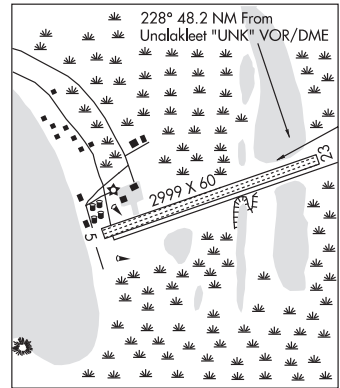 228° 48.2 NM From
Unalakleet "UNK" VOR/DME
23
2999 X 60
5